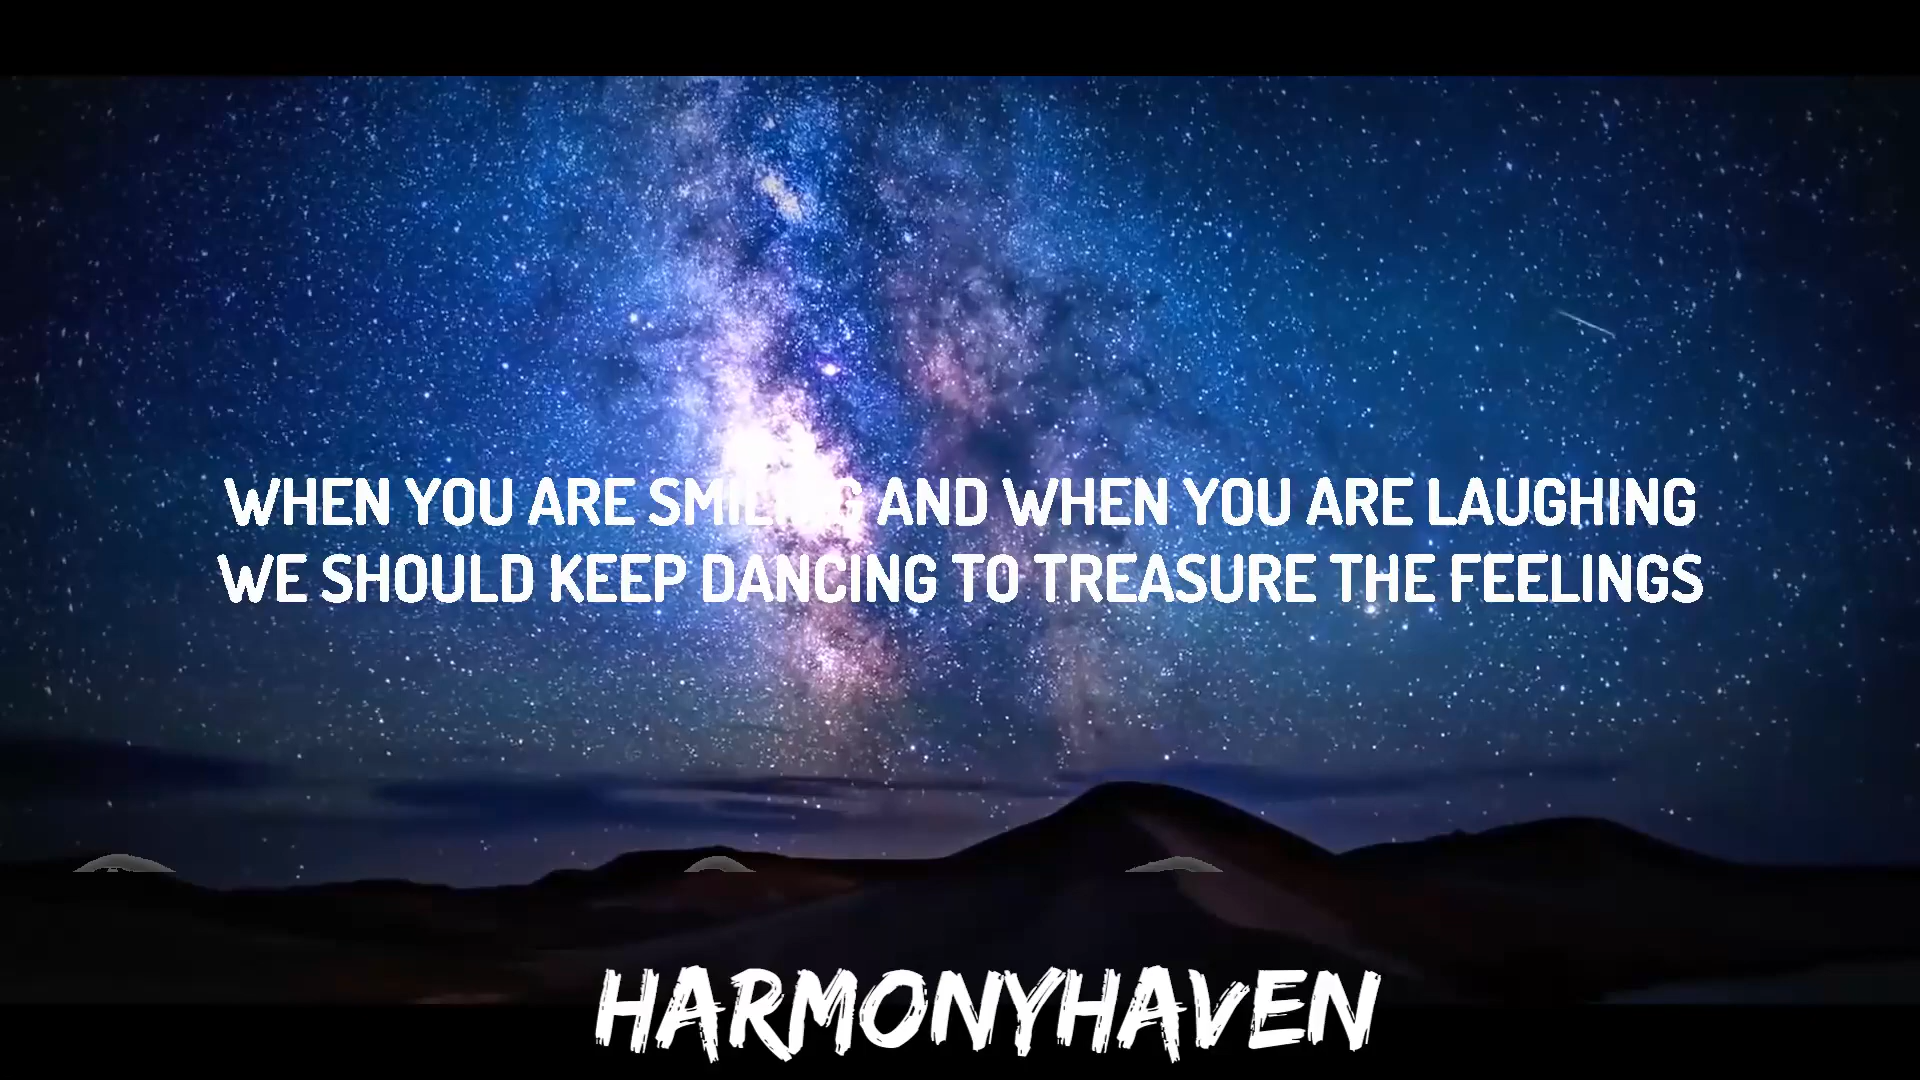 WHEN YOU ARE SMILING AND WHEN YOU ARE LAUGHING
WE SHOULD KEEP DANCING TO TREASURE THE FEELINGS
HARMONYHAVEN